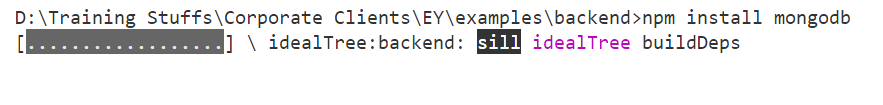 D:\Training Stuffs\Corporate Clients\EY\examples\backend>npm install mongodb
[..................] \ idealTree:backend: sill idealTree buildDeps